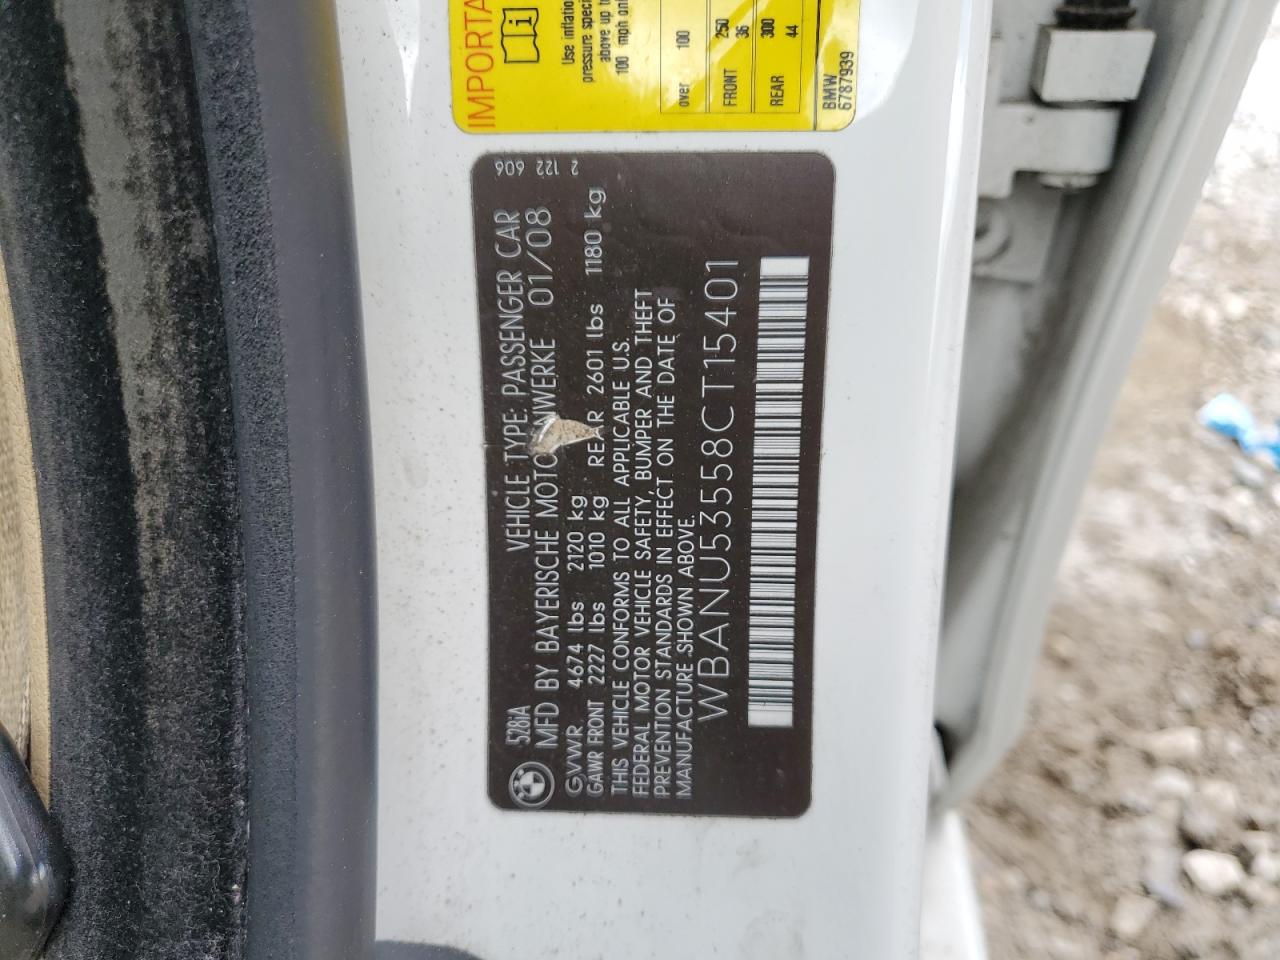 IMPORTA
i
Use inflation
pressure speci
above up to
100 mph onl
over 100
FRONT 250
36
REAR 300
44
BMW
6787939
2 122 606
528iA VEHICLE TYPE: PASSENGER CAR
MFD BY BAYERISCHE MOTO ENWERKE 01/08
GVWR 4674 lbs 2120 kg
GAWR FRONT 2227 lbs 1010 kg REAR 2601 lbs 1180 kg
THIS VEHICLE CONFORMS TO ALL APPLICABLE U.S.
FEDERAL MOTOR VEHICLE SAFETY, BUMPER AND THEFT
PREVENTION STANDARDS IN EFFECT ON THE DATE OF
MANUFACTURE SHOWN ABOVE.
WBANU53558CT15401